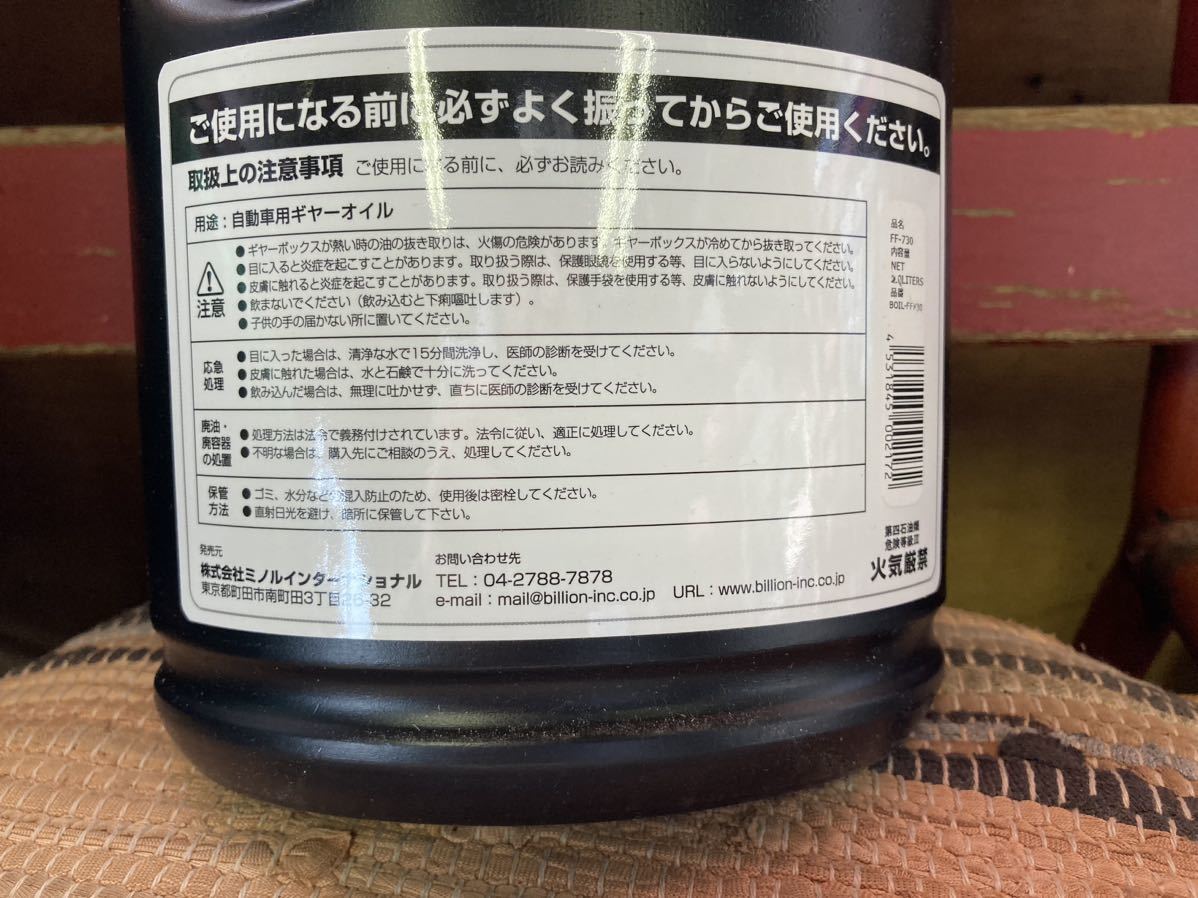 ご使用になる前に必ずよく振ってからご使用ください。
取扱上の注意事項 ご使用になる前に、必ずお読みください。
用途：自動車用ギヤーオイル
注意
●ギヤーボックスが熱い時の油の抜き取りは、火傷の危険があります。ギヤーボックスが冷めてから抜き取ってください。
●目に入ると炎症を起こすことがあります。取り扱う際は、保護眼鏡を使用する等、目に入らないようにしてください。
●皮膚に触れると炎症を起こすことがあります。取り扱う際は、保護手袋を使用する等、皮膚に触れないようにしてください。
●飲まないでください（飲み込むと下痢嘔吐します）。
●子供の手の届かない所に置いてください。
応急
処理
●目に入った場合は、清浄な水で15分間洗浄し、医師の診断を受けてください。
●皮膚に触れた場合は、水と石鹸で十分に洗ってください。
●飲み込んだ場合は、無理に吐かせず、直ちに医師の診断を受けてください。
廃油・
廃容器
の処置
●処理方法は法令で義務付けされています。法令に従い、適正に処理してください。
●不明な場合は、購入先にご相談のうえ、処理してください。
保管
方法
●ゴミ、水分などの混入防止のため、使用後は密栓してください。
●直射日光を避け、暗所に保管して下さい。
発売元
株式会社ミノルインターナショナル
東京都町田市南町田3丁目26-32
お問い合わせ先
TEL：04-2788-7878
e-mail：mail@billion-inc.co.jp URL：www.billion-inc.co.jp
品名
FF-730
内容量
NET
LITERS
品番
4 531845 002172
第四石油類
危険等級Ⅲ
火気厳禁